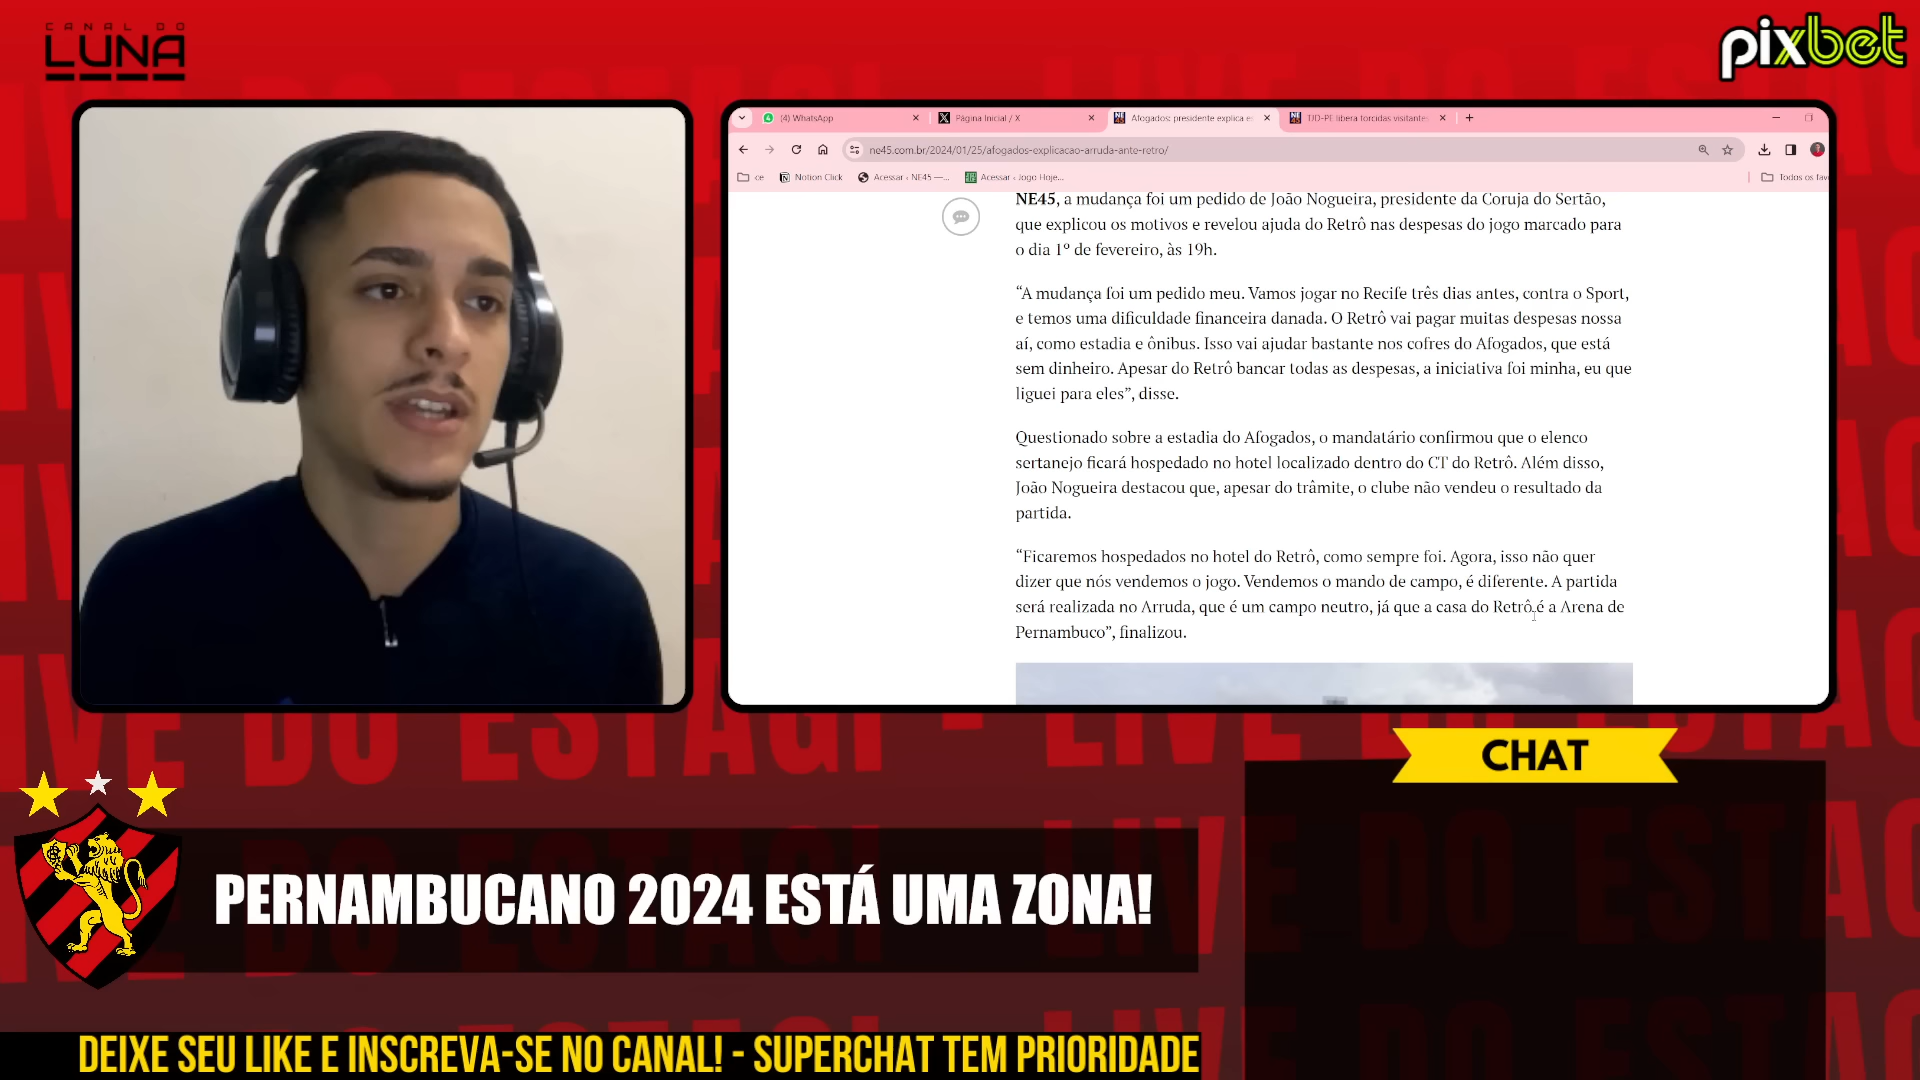 CANAL DO
LUNA
pixbet
(4) WhatsApp
Página Inicial / X
Afogados: presidente explica e
TJD-PE libera torcidas visitante
ne45.com.br/2024/01/25/afogados-explicacao-arruda-ante-retro/
ce
Notion Click
Acessar ‹ NE45 —...
Acessar ‹ Jogo Hoje...
Todos os fav
NE45, a mudança foi um pedido de João Nogueira, presidente da Coruja do Sertão,
que explicou os motivos e revelou ajuda do Retrô nas despesas do jogo marcado para
o dia 1º de fevereiro, às 19h.
“A mudança foi um pedido meu. Vamos jogar no Recife três dias antes, contra o Sport,
e temos uma dificuldade financeira danada. O Retrô vai pagar muitas despesas nossa
aí, como estadia e ônibus. Isso vai ajudar bastante nos cofres do Afogados, que está
sem dinheiro. Apesar do Retrô bancar todas as despesas, a iniciativa foi minha, eu que
liguei para eles”, disse.
Questionado sobre a estadia do Afogados, o mandatário confirmou que o elenco
sertanejo ficará hospedado no hotel localizado dentro do CT do Retrô. Além disso,
João Nogueira destacou que, apesar do trâmite, o clube não vendeu o resultado da
partida.
“Ficaremos hospedados no hotel do Retrô, como sempre foi. Agora, isso não quer
dizer que nós vendemos o jogo. Vendemos o mando de campo, é diferente. A partida
será realizada no Arruda, que é um campo neutro, já que a casa do Retrô é a Arena de
Pernambuco”, finalizou.
CHAT
PERNAMBUCANO 2024 ESTÁ UMA ZONA!
DEIXE SEU LIKE E INSCREVA-SE NO CANAL! - SUPERCHAT TEM PRIORIDADE